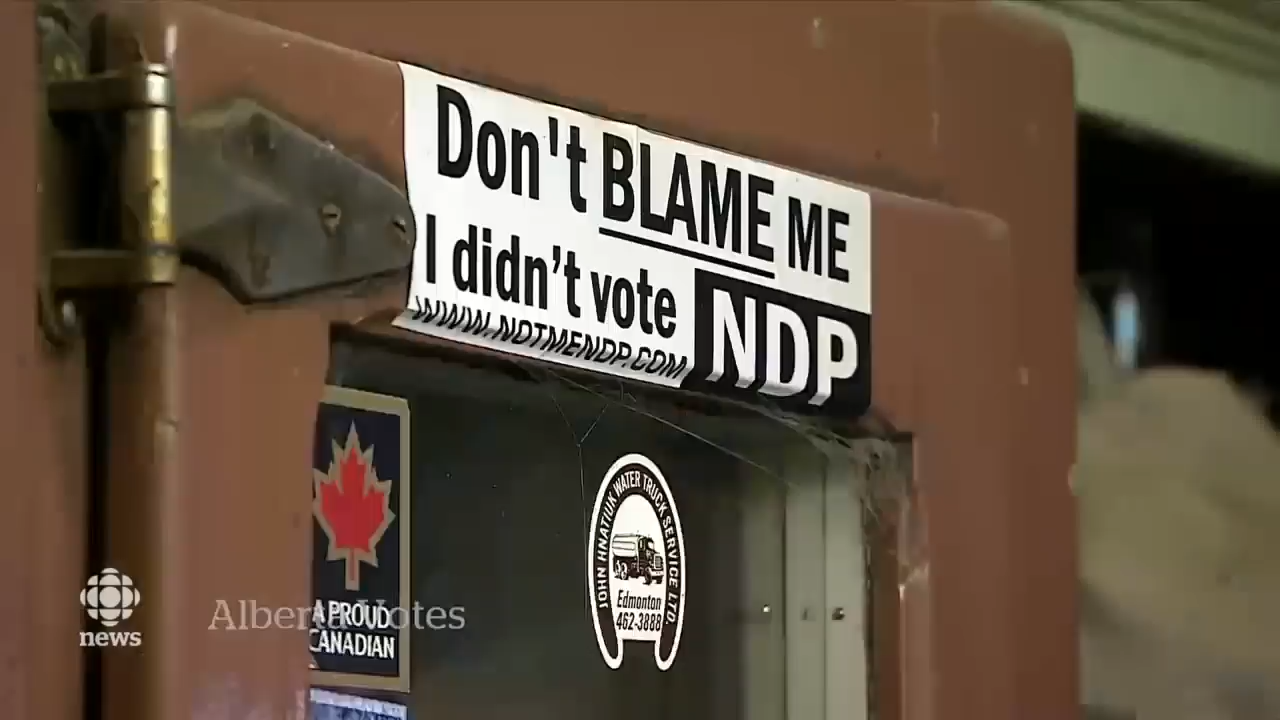 Don't BLAME ME
I didn't vote NDP
WWW.NOTMENDP.COM
A PROUD
CANADIAN
JOHN HNATIUK WATER TRUCK SERVICE LTD.
Edmonton
462-3888
news
Alberta Votes